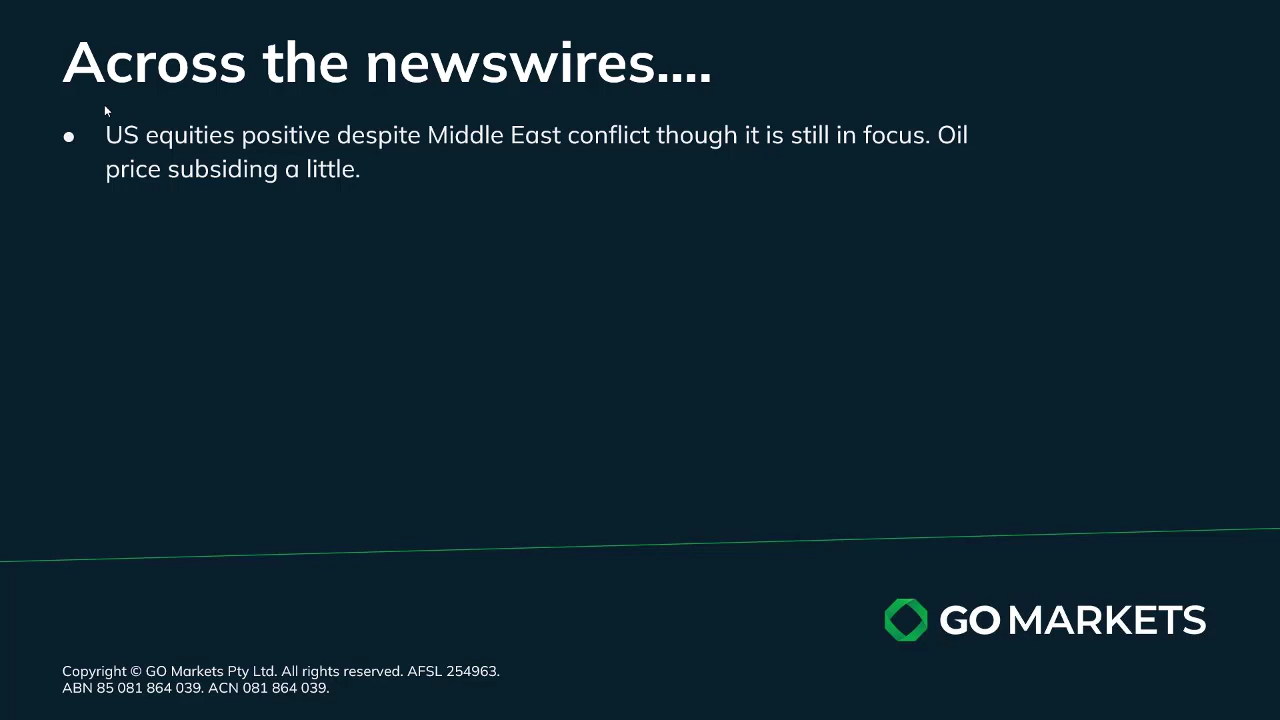 Across the newswires....
● US equities positive despite Middle East conflict though it is still in focus. Oil
price subsiding a little.
GO MARKETS
Copyright © GO Markets Pty Ltd. All rights reserved. AFSL 254963.
ABN 85 081 864 039. ACN 081 864 039.